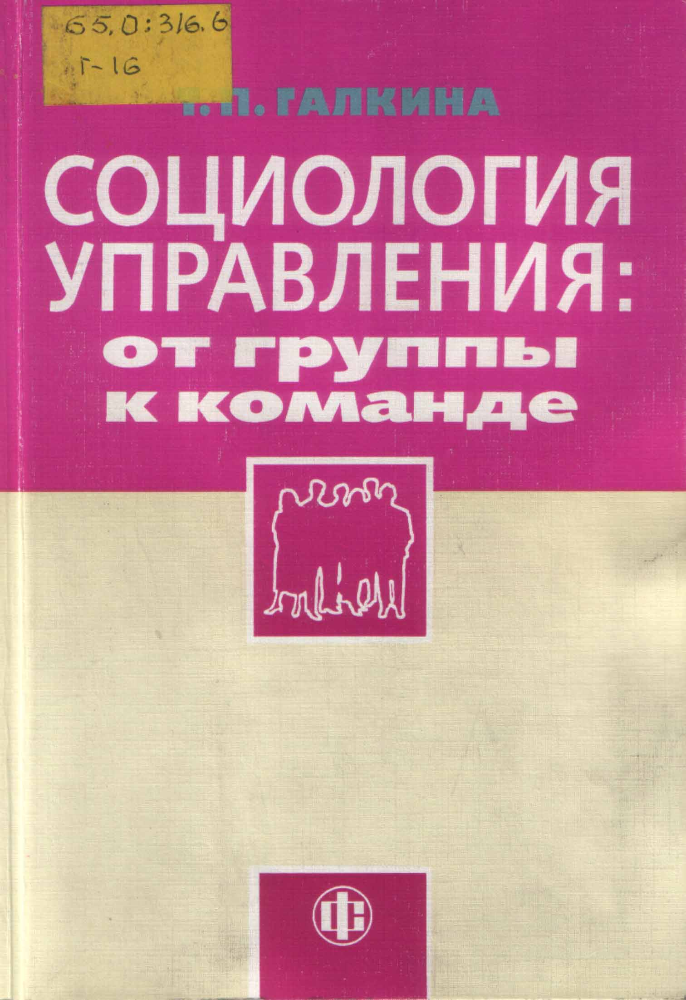 65.0:316.6
Г-16
Т.П. ГАЛКИНА
СОЦИОЛОГИЯ
УПРАВЛЕНИЯ:
от группы
к команде
фс